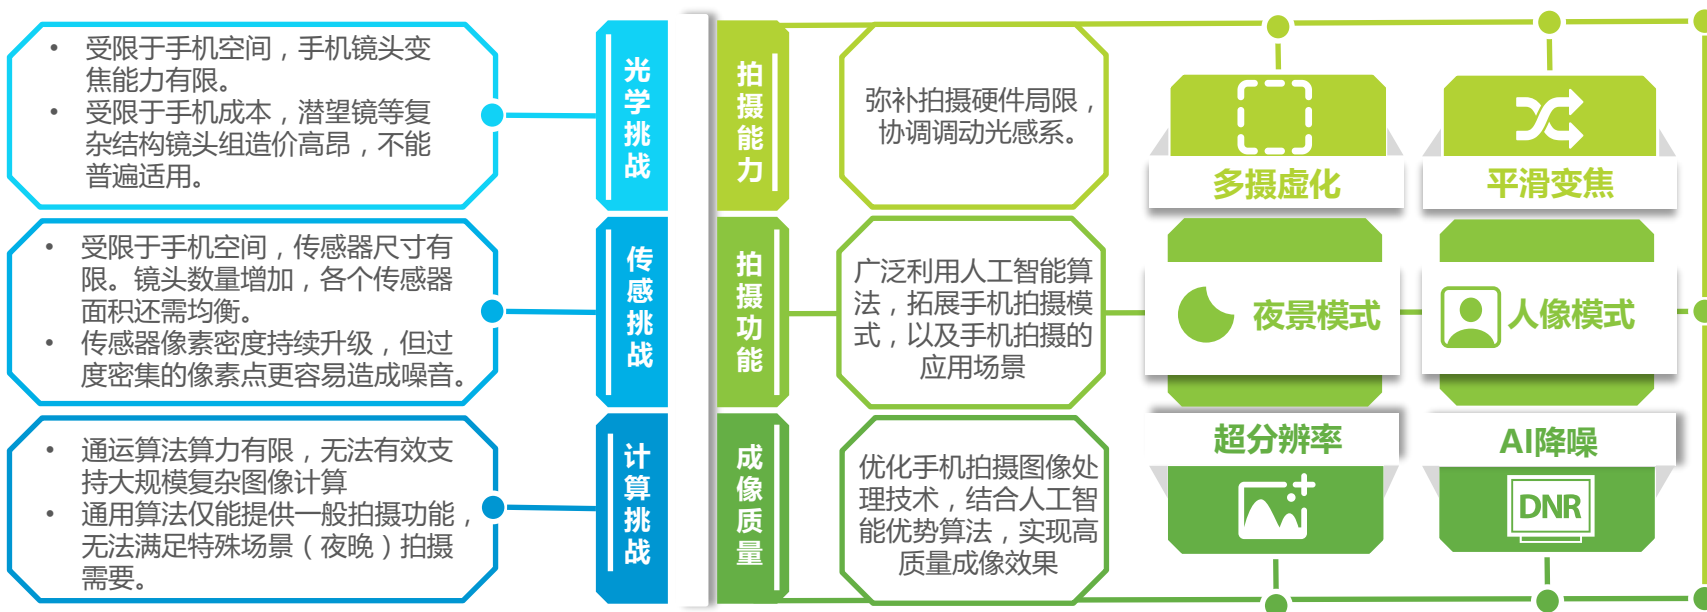 • 受限于手机空间，手机镜头变
焦能力有限。
• 受限于手机成本，潜望镜等复
杂结构镜头组造价高昂，不能
普遍适用。
光学挑战
• 受限于手机空间，传感器尺寸有
限。镜头数量增加，各个传感器
面积还需均衡。
• 传感器像素密度持续升级，但过
度密集的像素点更容易造成噪音。
传感挑战
• 通运算法算力有限，无法有效支
持大规模复杂图像计算
• 通用算法仅能提供一般拍摄功能，
无法满足特殊场景（夜晚）拍摄
需要。
计算挑战
拍摄能力
弥补拍摄硬件局限，
协调调动光感系。
多摄虚化
平滑变焦
拍摄功能
广泛利用人工智能算
法，拓展手机拍摄模
式，以及手机拍摄的
应用场景
夜景模式
人像模式
成像质量
优化手机拍摄图像处
理技术，结合人工智
能优势算法，实现高
质量成像效果
超分辨率
AI降噪
DNR